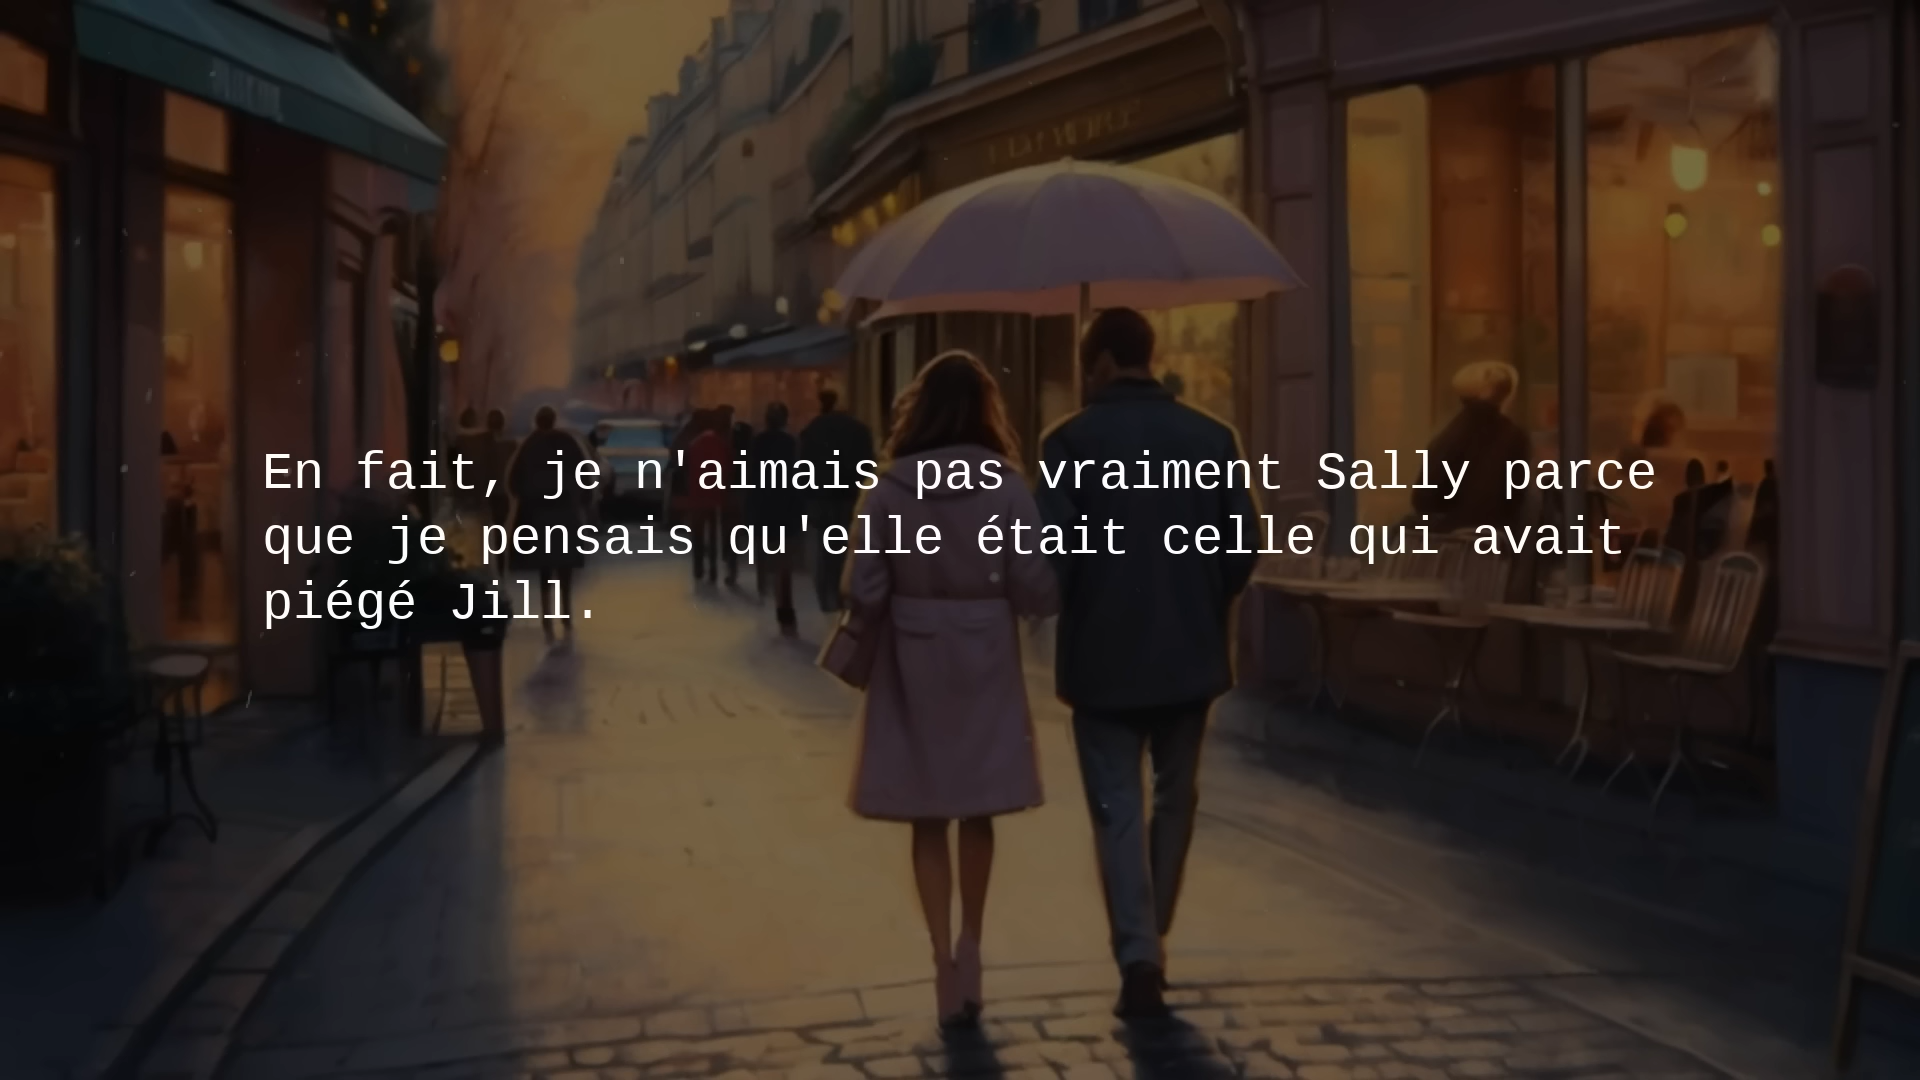 En fait, je n'aimais pas vraiment Sally parce
que je pensais qu'elle était celle qui avait
piégé Jill.